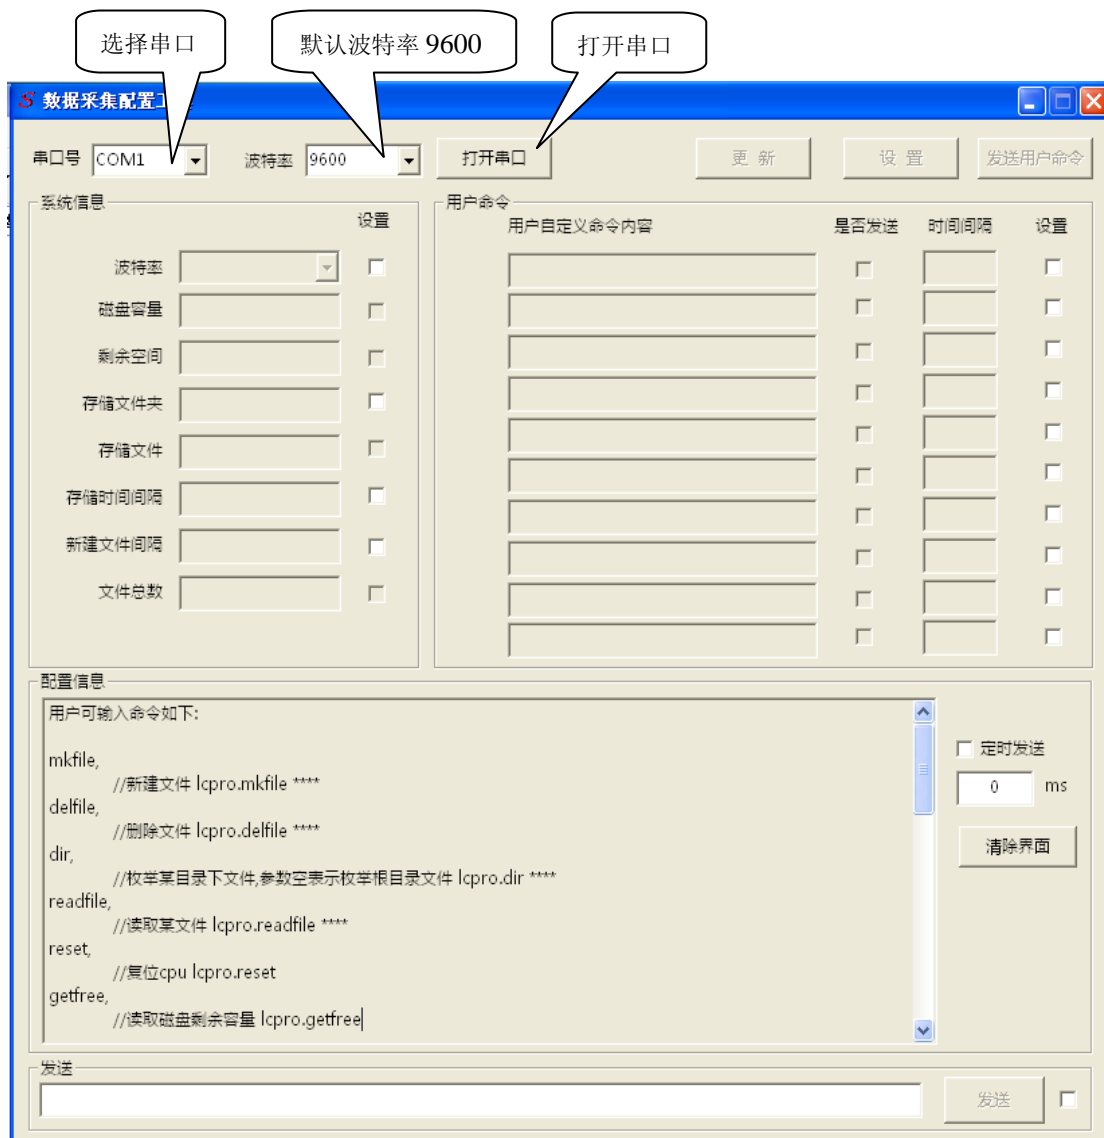 选择串口
默认波特率 9600
打开串口
S 数据采集配置工
串口号 COM1 波特率 9600 打开串口 更 新 设 置 发送用户命令
系统信息
设置
波特率
磁盘容量
剩余空间
存储文件夹
存储文件
存储时间间隔
新建文件间隔
文件总数
用户命令
用户自定义命令内容 是否发送 时间间隔 设置
配置信息
用户可输入命令如下:
mkfile,
//新建文件 lcpro.mkfile ****
delfile,
//删除文件 lcpro.delfile ****
dir,
//枚举某目录下文件,参数空表示枚举根目录文件 lcpro.dir ****
readfile,
//读取某文件 lcpro.readfile ****
reset,
//复位cpu lcpro.reset
getfree,
//读取磁盘剩余容量 lcpro.getfree
定时发送
0 ms
清除界面
发送
发送